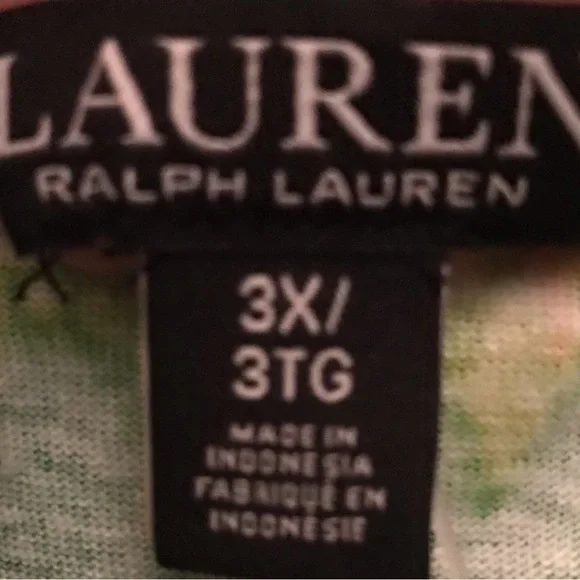 LAUREN
RALPH LAUREN
3X/
3TG
MADE IN
INDONESIA
FABRIQUÉ EN
INDONÉSIE